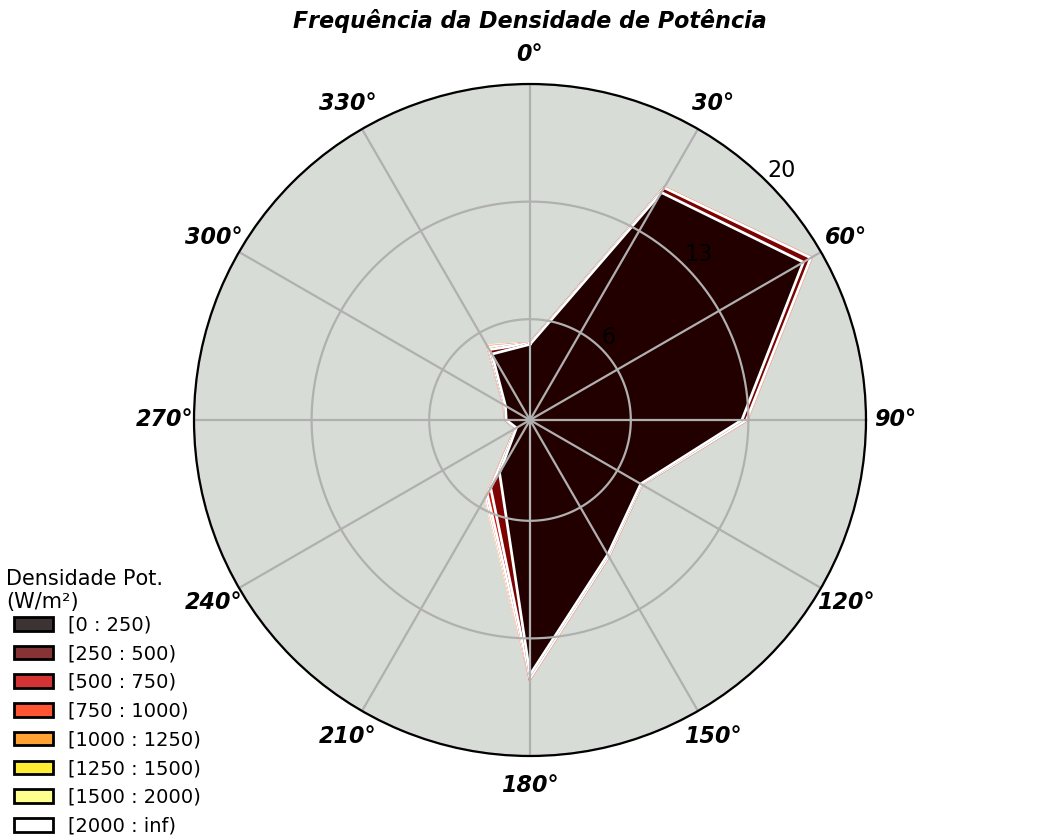 Frequência da Densidade de Potência
0°
330°
30°
20
300°
60°
13
6
270°
90°
240°
120°
210°
150°
180°
Densidade Pot.
(W/m²)
[0 : 250)
[250 : 500)
[500 : 750)
[750 : 1000)
[1000 : 1250)
[1250 : 1500)
[1500 : 2000)
[2000 : inf)